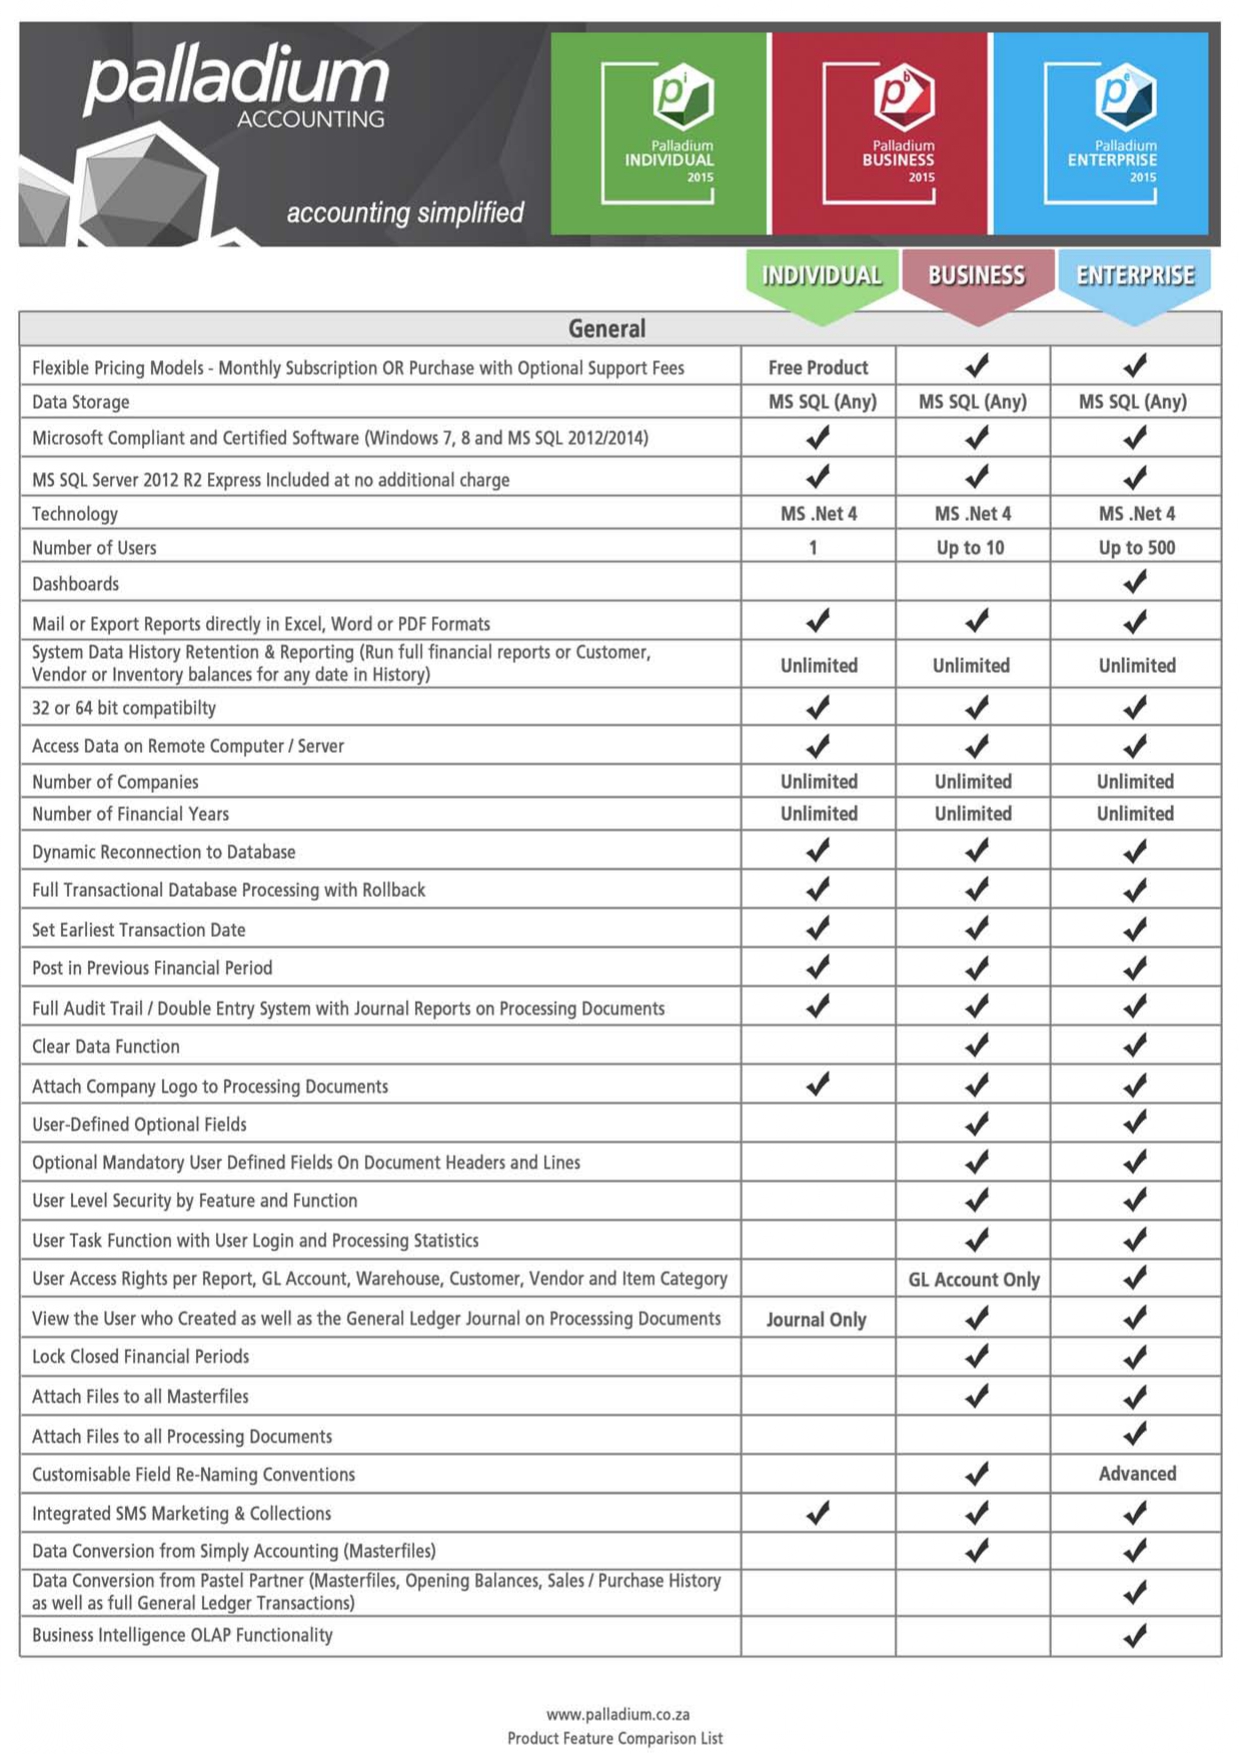 palladium
ACCOUNTING
accounting simplified
pi
Palladium
INDIVIDUAL
2015
pb
Palladium
BUSINESS
2015
pe
Palladium
ENTERPRISE
2015
INDIVIDUAL BUSINESS ENTERPRISE
General
Flexible Pricing Models - Monthly Subscription OR Purchase with Optional Support Fees Free Product ✓ ✓
Data Storage MS SQL (Any) MS SQL (Any) MS SQL (Any)
Microsoft Compliant and Certified Software (Windows 7, 8 and MS SQL 2012/2014) ✓ ✓ ✓
MS SQL Server 2012 R2 Express Included at no additional charge ✓ ✓ ✓
Technology MS .Net 4 MS .Net 4 MS .Net 4
Number of Users 1 Up to 10 Up to 500
Dashboards ✓
Mail or Export Reports directly in Excel, Word or PDF Formats ✓ ✓ ✓
System Data History Retention & Reporting (Run full financial reports or Customer,
Vendor or Inventory balances for any date in History) Unlimited Unlimited Unlimited
32 or 64 bit compatibilty ✓ ✓ ✓
Access Data on Remote Computer / Server ✓ ✓ ✓
Number of Companies Unlimited Unlimited Unlimited
Number of Financial Years Unlimited Unlimited Unlimited
Dynamic Reconnection to Database ✓ ✓ ✓
Full Transactional Database Processing with Rollback ✓ ✓ ✓
Set Earliest Transaction Date ✓ ✓ ✓
Post in Previous Financial Period ✓ ✓ ✓
Full Audit Trail / Double Entry System with Journal Reports on Processing Documents ✓ ✓ ✓
Clear Data Function ✓ ✓
Attach Company Logo to Processing Documents ✓ ✓ ✓
User-Defined Optional Fields ✓ ✓
Optional Mandatory User Defined Fields On Document Headers and Lines ✓ ✓
User Level Security by Feature and Function ✓ ✓
User Task Function with User Login and Processing Statistics ✓ ✓
User Access Rights per Report, GL Account, Warehouse, Customer, Vendor and Item Category GL Account Only ✓
View the User who Created as well as the General Ledger Journal on Processsing Documents Journal Only ✓ ✓
Lock Closed Financial Periods ✓ ✓
Attach Files to all Masterfiles ✓ ✓
Attach Files to all Processing Documents ✓
Customisable Field Re-Naming Conventions ✓ Advanced
Integrated SMS Marketing & Collections ✓ ✓ ✓
Data Conversion from Simply Accounting (Masterfiles) ✓ ✓
Data Conversion from Pastel Partner (Masterfiles, Opening Balances, Sales / Purchase History
as well as full General Ledger Transactions) ✓
Business Intelligence OLAP Functionality ✓
www.palladium.co.za
Product Feature Comparison List